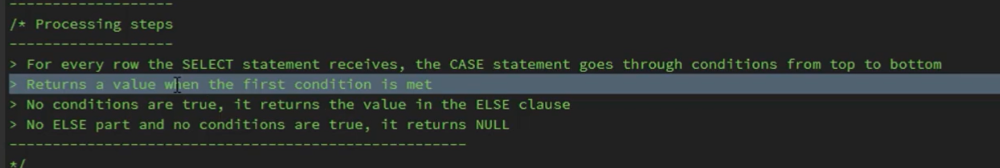 -------------------
/* Processing steps
-------------------
> For every row the SELECT statement receives, the CASE statement goes through conditions from top to bottom
> Returns a value when the first condition is met
> No conditions are true, it returns the value in the ELSE clause
> No ELSE part and no conditions are true, it returns NULL
-----------------------------------------------------
*/